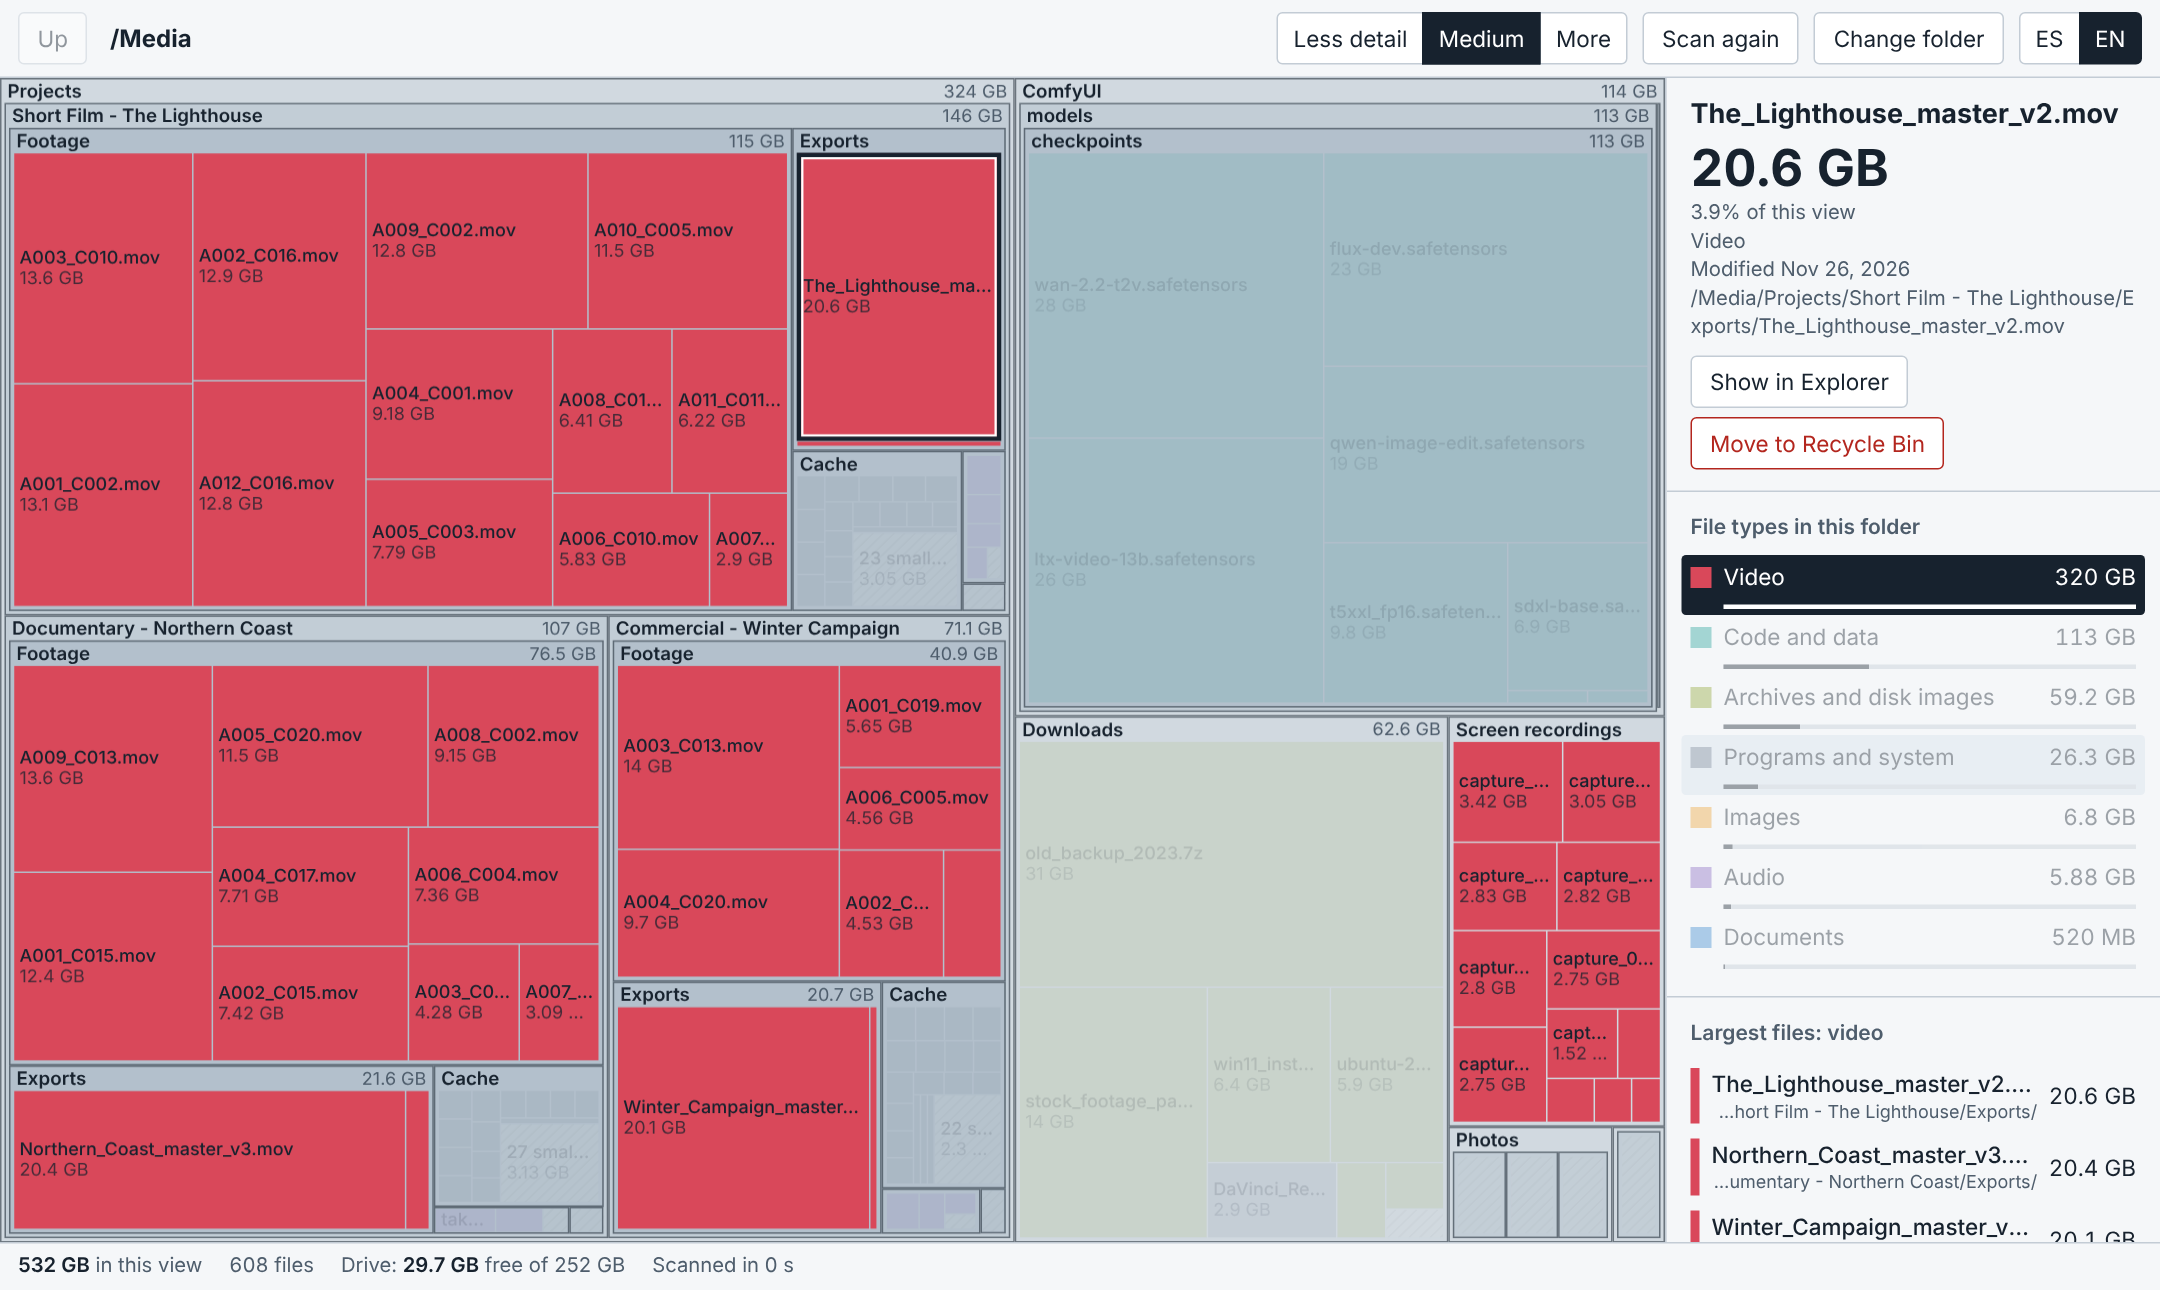 Up
/Media
Less detail
Medium
More
Scan again
Change folder
ES
EN
Projects
324 GB
Short Film - The Lighthouse
146 GB
Footage
115 GB
A003_C010.mov
13.6 GB
A002_C016.mov
12.9 GB
A009_C002.mov
12.8 GB
A010_C005.mov
11.5 GB
A001_C002.mov
13.1 GB
A012_C016.mov
12.8 GB
A004_C001.mov
9.18 GB
A005_C003.mov
7.79 GB
A008_C01...
6.41 GB
A011_C011...
6.22 GB
A006_C010.mov
5.83 GB
A007...
2.9 GB
Exports
The_Lighthouse_ma...
20.6 GB
Cache
23 small...
3.05 GB
Documentary - Northern Coast
107 GB
Footage
76.5 GB
A009_C013.mov
13.6 GB
A005_C020.mov
11.5 GB
A008_C002.mov
9.15 GB
A001_C015.mov
12.4 GB
A004_C017.mov
7.71 GB
A006_C004.mov
7.36 GB
A002_C015.mov
7.42 GB
A003_C0...
4.28 GB
A007_...
3.09 ...
Exports
21.6 GB
Northern_Coast_master_v3.mov
20.4 GB
Cache
27 smal...
3.13 GB
tak...
Commercial - Winter Campaign
71.1 GB
Footage
40.9 GB
A003_C013.mov
14 GB
A001_C019.mov
5.65 GB
A006_C005.mov
4.56 GB
A004_C020.mov
9.7 GB
A002_C...
4.53 GB
Exports
20.7 GB
Winter_Campaign_master...
20.1 GB
Cache
22 s...
2.3 ...
ComfyUI
114 GB
models
113 GB
checkpoints
113 GB
wan-2.2-t2v.safetensors
28 GB
flux-dev.safetensors
23 GB
qwen-image-edit.safetensors
19 GB
ltx-video-13b.safetensors
26 GB
t5xxl_fp16.safeten...
9.8 GB
sdxl-base.sa...
6.9 GB
Downloads
62.6 GB
old_backup_2023.7z
31 GB
stock_footage_pa...
14 GB
win11_inst...
6.4 GB
ubuntu-2...
5.9 GB
DaVinci_Re...
2.9 GB
Screen recordings
capture_...
3.42 GB
capture...
3.05 GB
capture_...
2.83 GB
capture_...
2.82 GB
captur...
2.8 GB
capture_0...
2.75 GB
capt...
1.52 ...
captur...
2.75 GB
Photos
The_Lighthouse_master_v2.mov
20.6 GB
3.9% of this view
Video
Modified Nov 26, 2026
/Media/Projects/Short Film - The Lighthouse/E
xports/The_Lighthouse_master_v2.mov
Show in Explorer
Move to Recycle Bin
File types in this folder
Video
320 GB
Code and data
113 GB
Archives and disk images
59.2 GB
Programs and system
26.3 GB
Images
6.8 GB
Audio
5.88 GB
Documents
520 MB
Largest files: video
The_Lighthouse_master_v2....
20.6 GB
...hort Film - The Lighthouse/Exports/
Northern_Coast_master_v3....
20.4 GB
...umentary - Northern Coast/Exports/
Winter_Campaign_master_v...
20.1 GB
532 GB in this view
608 files
Drive: 29.7 GB free of 252 GB
Scanned in 0 s